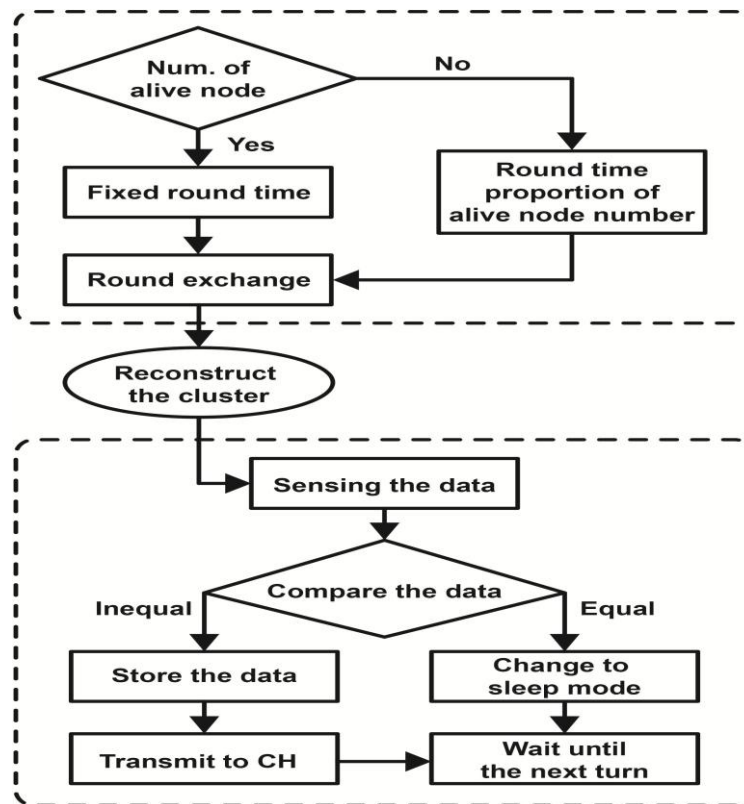 Num. of
alive node
No
Yes
Fixed round time
Round time
proportion of
alive node number
Round exchange
Reconstruct
the cluster
Sensing the data
Compare the data
Inequal
Equal
Store the data
Change to
sleep mode
Transmit to CH
Wait until
the next turn